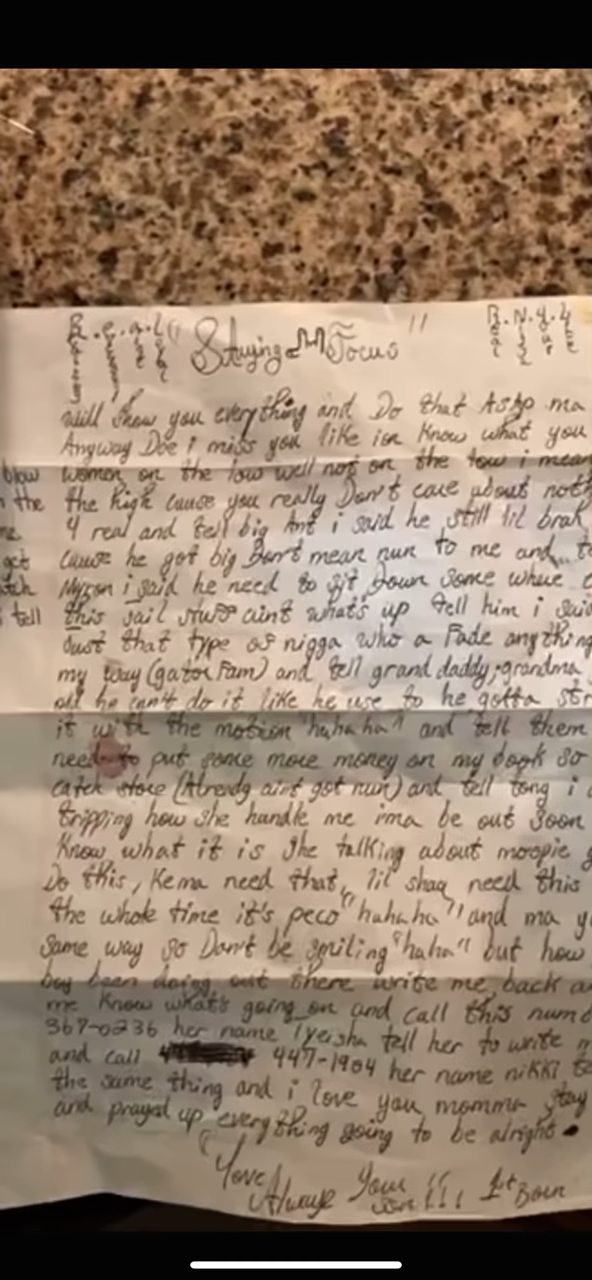 R.e.a.L "Staying Focus" R.N.4.L
will show you everything and Do that ASAP ma
Anyway Doe i miss you like ion Know what you
blow women on the low well not on the low i mean
the the high cause you really Don't care about noth
4 real and tell big Ant i said he still lil brah
get cause he got big Don't mean nun to me and
i said he need to sit Down some where
tell this jail stuff aint what's up tell him i said
Just that type of nigga who a Fade anything
my way (gator Fam) and tell grand daddy, grandma
all he can't do it like he use to he gotta str
it with the motion "hahaha" and tell them
need to put some more money on my book so
catch store (Already aint got nun) and tell tong i
tripping how she handle me ima be out soon
Know what it is she talking about moopie
Do this, Kema need that, lil shaq need this
the whole time it's peco "hahaha" and ma y
same way so Don't be smiling "haha" but how
boy been doing out there write me back a
me Know what's going on and call this numb
367-0236 her name Iyeisha tell her to write m
and call 447-1904 her name nikki te
the same thing and i love you momma stay
and prayed up everything going to be alright.
Love
Always Your son!!! 1st Born